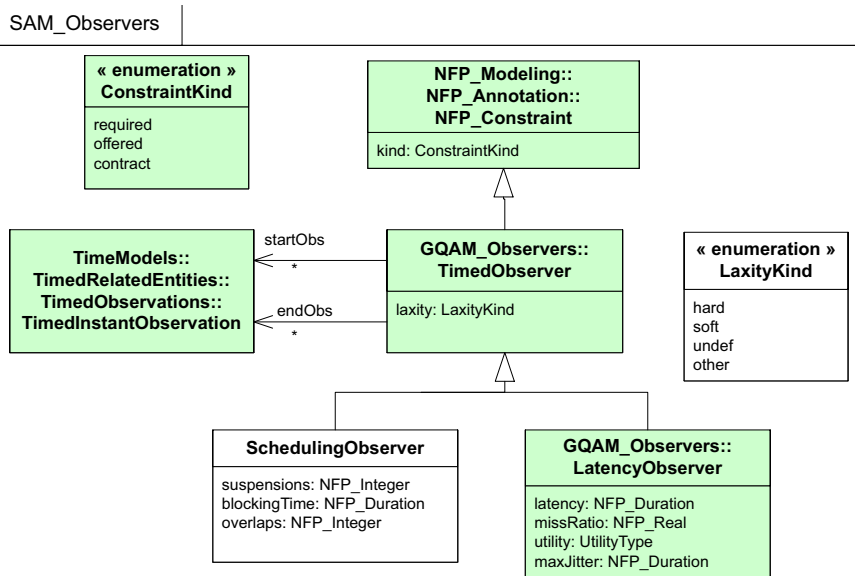 SAM_Observers
« enumeration »
ConstraintKind
required
offered
contract
NFP_Modeling::
NFP_Annotation::
NFP_Constraint
kind: ConstraintKind
TimeModels::
TimedRelatedEntities::
TimedObservations::
TimedInstantObservation
startObs
*
endObs
*
GQAM_Observers::
TimedObserver
laxity: LaxityKind
« enumeration »
LaxityKind
hard
soft
undef
other
SchedulingObserver
suspensions: NFP_Integer
blockingTime: NFP_Duration
overlaps: NFP_Integer
GQAM_Observers::
LatencyObserver
latency: NFP_Duration
missRatio: NFP_Real
utility: UtilityType
maxJitter: NFP_Duration